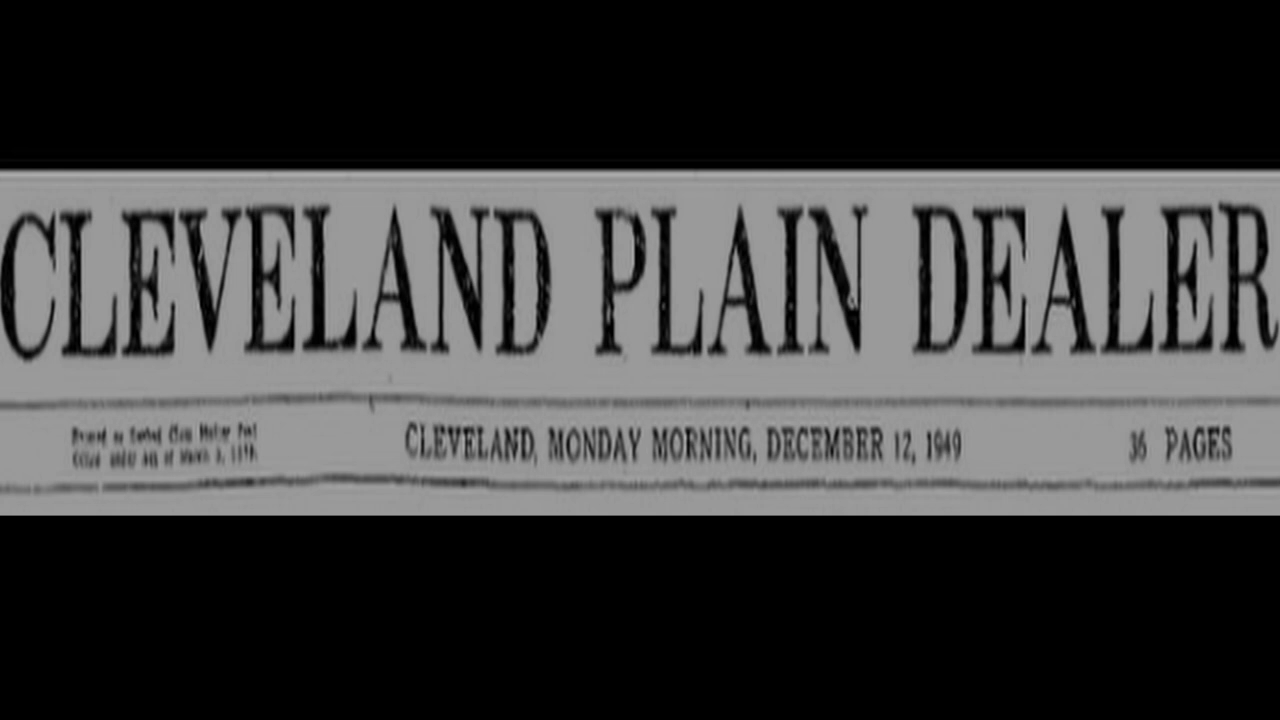 CLEVELAND PLAIN DEALER
CLEVELAND, MONDAY MORNING, DECEMBER 12, 1949
36 PAGES